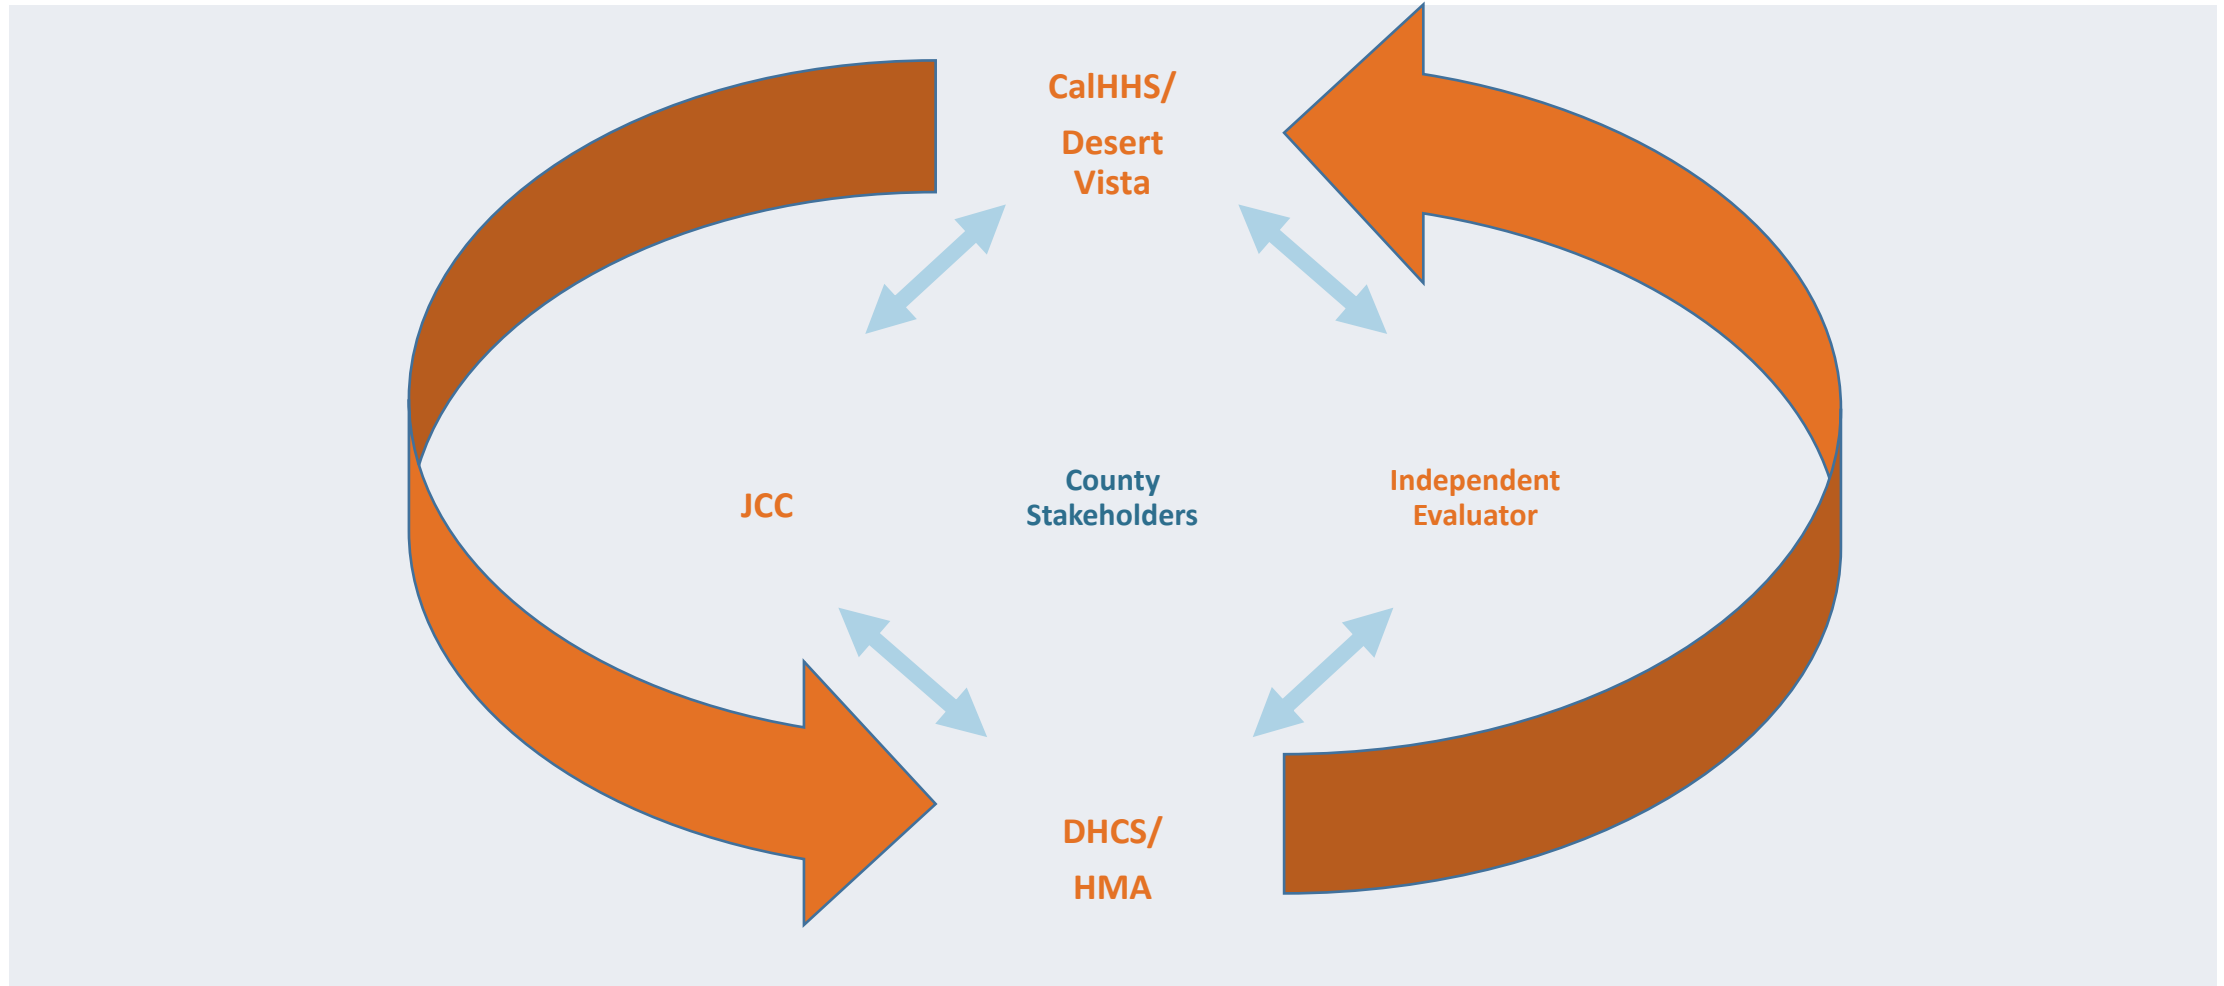 CalHHS/
Desert
Vista
JCC
County
Stakeholders
Independent
Evaluator
DHCS/
HMA